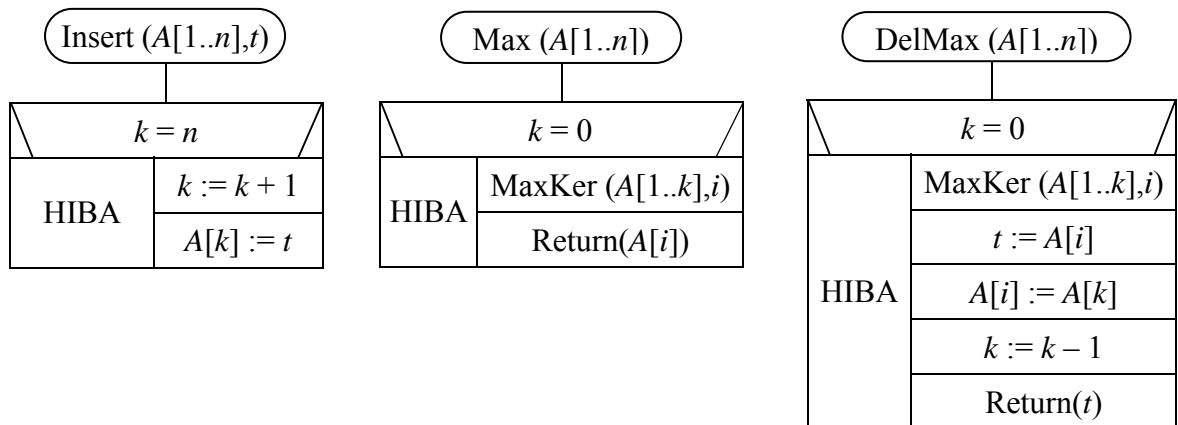 Insert (A[1..n],t)
k = n
HIBA
k := k + 1
A[k] := t
Max (A[1..n])
k = 0
HIBA
MaxKer (A[1..k],i)
Return(A[i])
DelMax (A[1..n])
k = 0
HIBA
MaxKer (A[1..k],i)
t := A[i]
A[i] := A[k]
k := k – 1
Return(t)